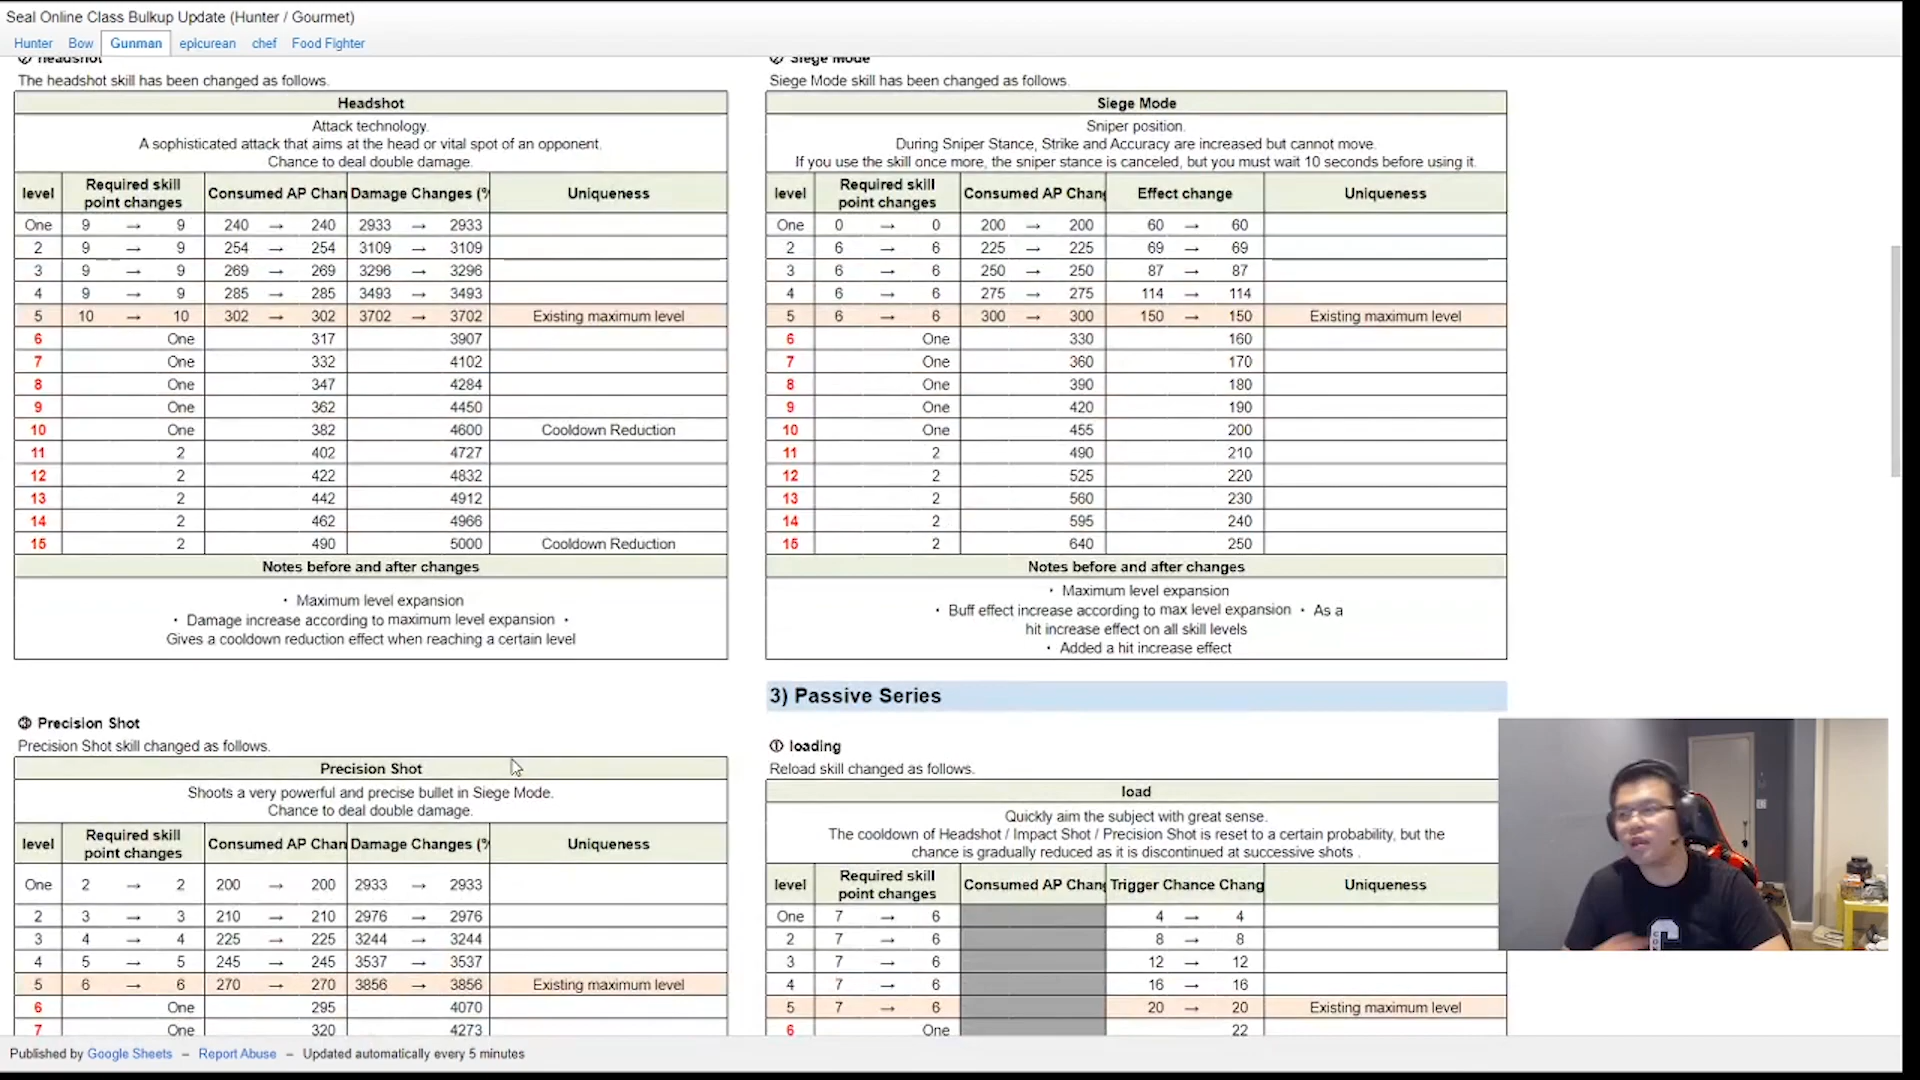 Seal Online Class Bulkup Update (Hunter / Gourmet)
Hunter Bow Gunman epicurean chef Food Fighter
② headshot
The headshot skill has been changed as follows.
Headshot
Attack technology.
A sophisticated attack that aims at the head or vital spot of an opponent.
Chance to deal double damage.
level Required skill point changes Consumed AP Chan Damage Changes (% Uniqueness
One 9 → 9 240 → 240 2933 → 2933
2 9 → 9 254 → 254 3109 → 3109
3 9 → 9 269 → 269 3296 → 3296
4 9 → 9 285 → 285 3493 → 3493
5 10 → 10 302 → 302 3702 → 3702 Existing maximum level
6 One 317 3907
7 One 332 4102
8 One 347 4284
9 One 362 4450
10 One 382 4600 Cooldown Reduction
11 2 402 4727
12 2 422 4832
13 2 442 4912
14 2 462 4966
15 2 490 5000 Cooldown Reduction
Notes before and after changes
・ Maximum level expansion
・ Damage increase according to maximum level expansion ・
Gives a cooldown reduction effect when reaching a certain level
③ Precision Shot
Precision Shot skill changed as follows.
Precision Shot
Shoots a very powerful and precise bullet in Siege Mode.
Chance to deal double damage.
level Required skill point changes Consumed AP Chan Damage Changes (% Uniqueness
One 2 → 2 200 → 200 2933 → 2933
2 3 → 3 210 → 210 2976 → 2976
3 4 → 4 225 → 225 3244 → 3244
4 5 → 5 245 → 245 3537 → 3537
5 6 → 6 270 → 270 3856 → 3856 Existing maximum level
6 One 295 4070
7 One 320 4273
② Siege Mode
Siege Mode skill has been changed as follows.
Siege Mode
Sniper position.
During Sniper Stance, Strike and Accuracy are increased but cannot move.
If you use the skill once more, the sniper stance is canceled, but you must wait 10 seconds before using it.
level Required skill point changes Consumed AP Chang Effect change Uniqueness
One 0 → 0 200 → 200 60 → 60
2 6 → 6 225 → 225 69 → 69
3 6 → 6 250 → 250 87 → 87
4 6 → 6 275 → 275 114 → 114
5 6 → 6 300 → 300 150 → 150 Existing maximum level
6 One 330 160
7 One 360 170
8 One 390 180
9 One 420 190
10 One 455 200
11 2 490 210
12 2 525 220
13 2 560 230
14 2 595 240
15 2 640 250
Notes before and after changes
・ Maximum level expansion
・ Buff effect increase according to max level expansion ・ As a
hit increase effect on all skill levels
・ Added a hit increase effect
3) Passive Series
① loading
Reload skill changed as follows.
load
Quickly aim the subject with great sense.
The cooldown of Headshot / Impact Shot / Precision Shot is reset to a certain probability, but the
chance is gradually reduced as it is discontinued at successive shots .
level Required skill point changes Consumed AP Chang Trigger Chance Chang Uniqueness
One 7 → 6 4 → 4
2 7 → 6 8 → 8
3 7 → 6 12 → 12
4 7 → 6 16 → 16
5 7 → 6 20 → 20 Existing maximum level
6 One 22
Published by Google Sheets – Report Abuse – Updated automatically every 5 minutes